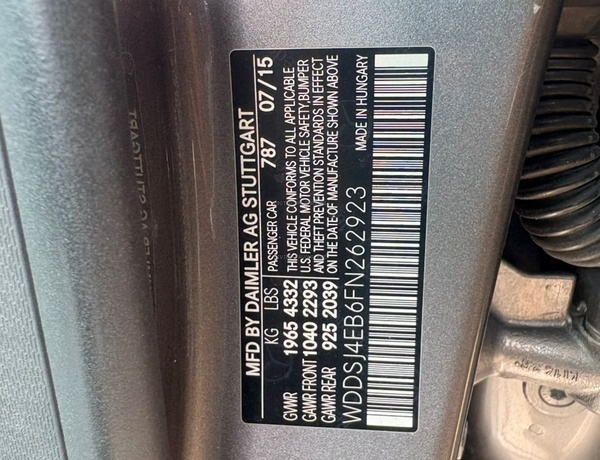 MFD BY DAIMLER AG STUTTGART
KG LBS PASSENGER CAR 787 07/15
GVWR 1965 4332 THIS VEHICLE CONFORMS TO ALL APPLICABLE
GAWR FRONT 1040 2293 U.S. FEDERAL MOTOR VEHICLE SAFETY, BUMPER
AND THEFT PREVENTION STANDARDS IN EFFECT
GAWR REAR 925 2039 ON THE DATE OF MANUFACTURE SHOWN ABOVE
WDDSJ4EB6FN262923 MADE IN HUNGARY